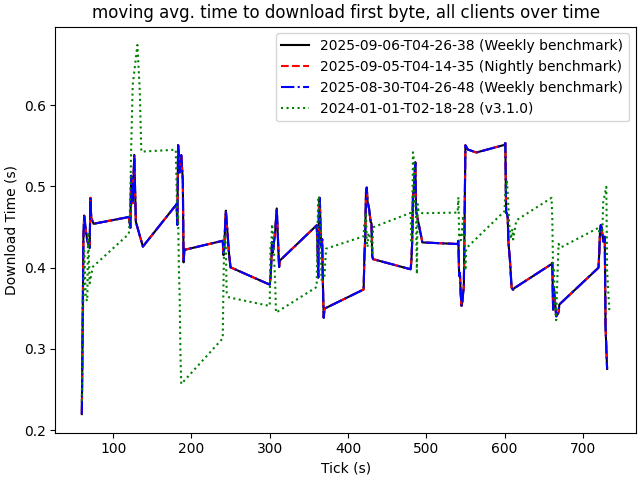 moving avg. time to download first byte, all clients over time
2025-09-06-T04-26-38 (Weekly benchmark)
2025-09-05-T04-14-35 (Nightly benchmark)
2025-08-30-T04-26-48 (Weekly benchmark)
2024-01-01-T02-18-28 (v3.1.0)
Download Time (s)
0.6
0.5
0.4
0.3
0.2
100 200 300 400 500 600 700
Tick (s)